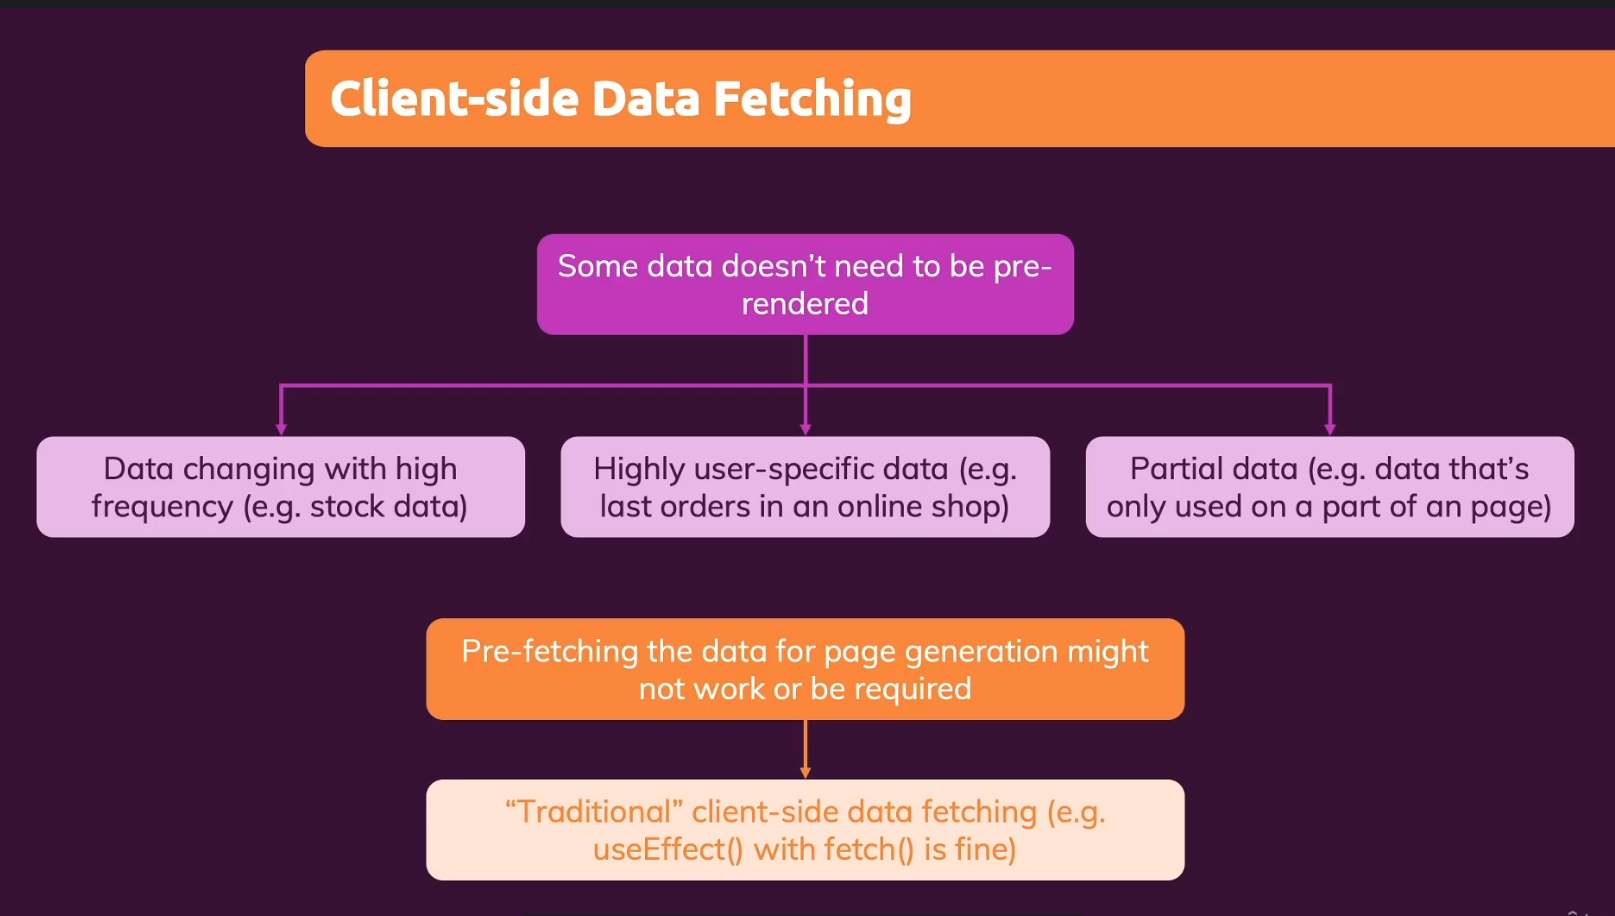 Client-side Data Fetching
Some data doesn’t need to be pre-
rendered
Data changing with high
frequency (e.g. stock data)
Highly user-specific data (e.g.
last orders in an online shop)
Partial data (e.g. data that’s
only used on a part of an page)
Pre-fetching the data for page generation might
not work or be required
“Traditional” client-side data fetching (e.g.
useEffect() with fetch() is fine)